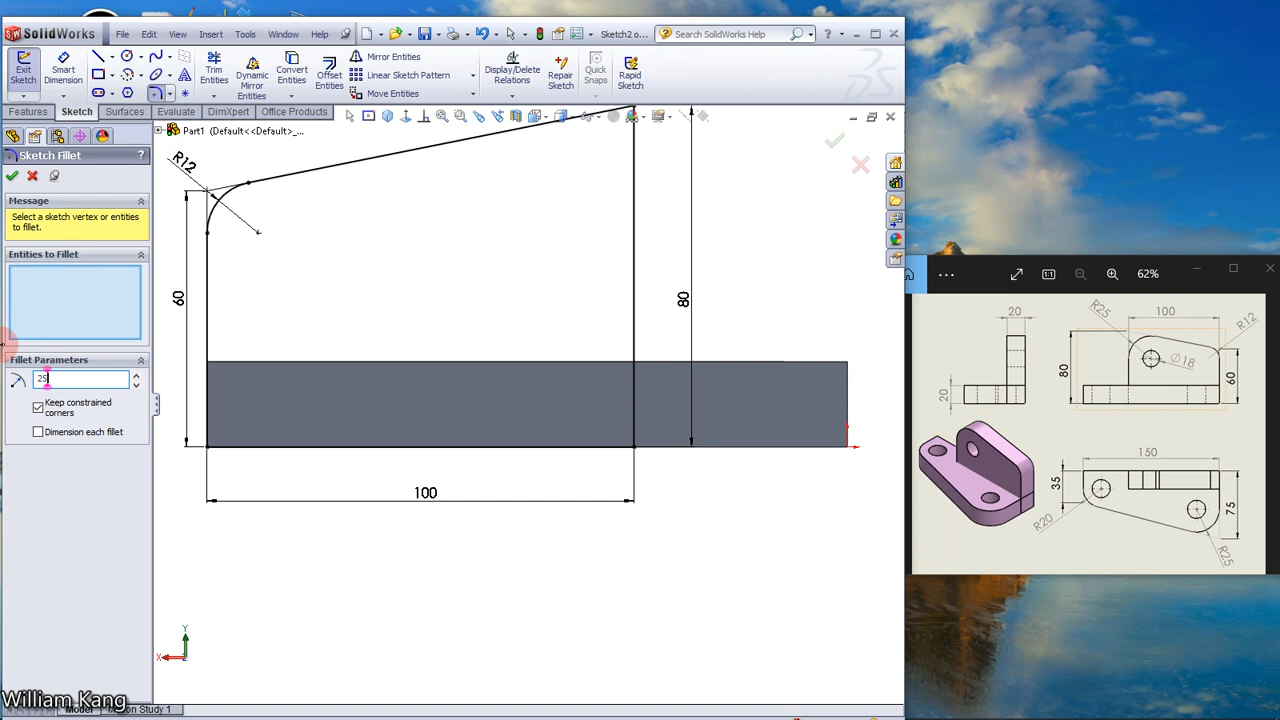 SolidWorks File Edit View Insert Tools Window Help Sketch2 o... Search SolidWorks Help
Exit Sketch
Smart Dimension
Trim Entities
Dynamic Mirror Entities
Convert Entities
Offset Entities
Mirror Entities
Linear Sketch Pattern
Move Entities
Display/Delete Relations
Repair Sketch
Quick Snaps
Rapid Sketch
Features Sketch Surfaces Evaluate DimXpert Office Products
Part1 (Default<<Default>_...
Sketch Fillet ?
Message
Select a sketch vertex or entities
to fillet.
Entities to Fillet
Fillet Parameters
25
Keep constrained
corners
Dimension each fillet
R12
60
80
100
Y
X
62%
20
20
R25
100
R12
80
Ø18
60
150
35
75
R20
R25
William Kang
Model